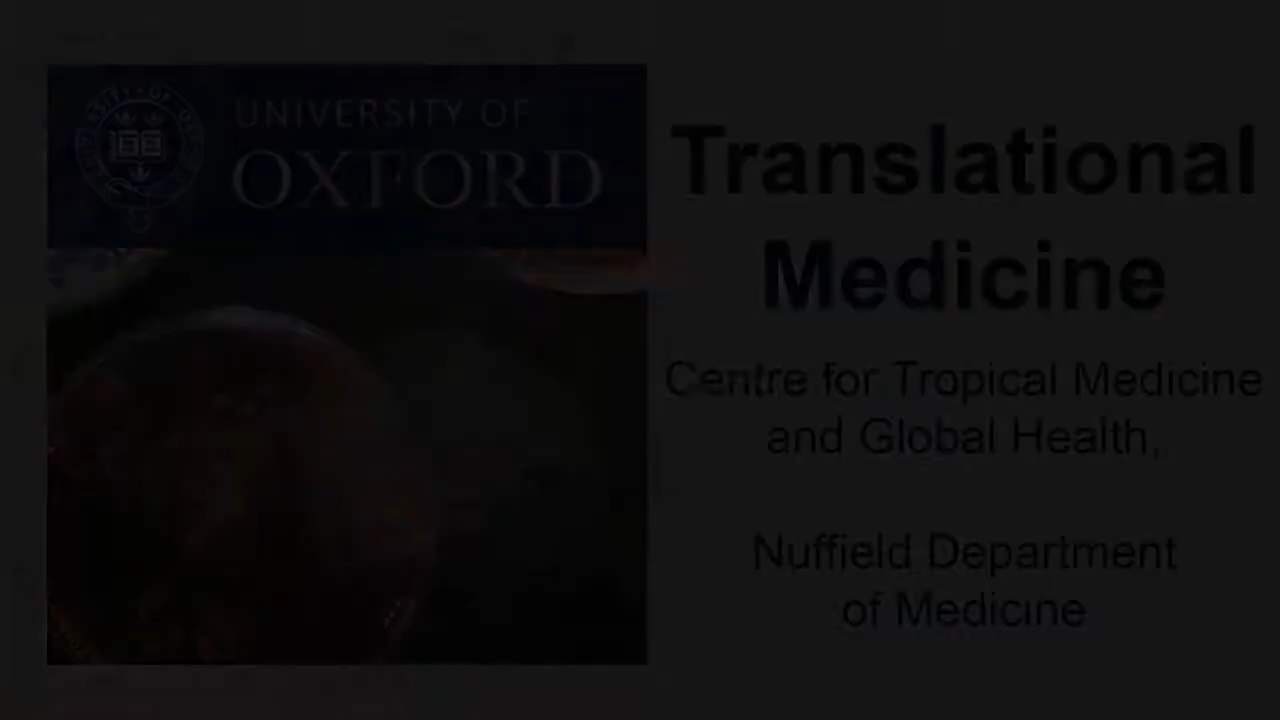 UNIVERSITY OF
OXFORD
Translational
Medicine
Centre for Tropical Medicine
and Global Health,
Nuffield Department
of Medicine